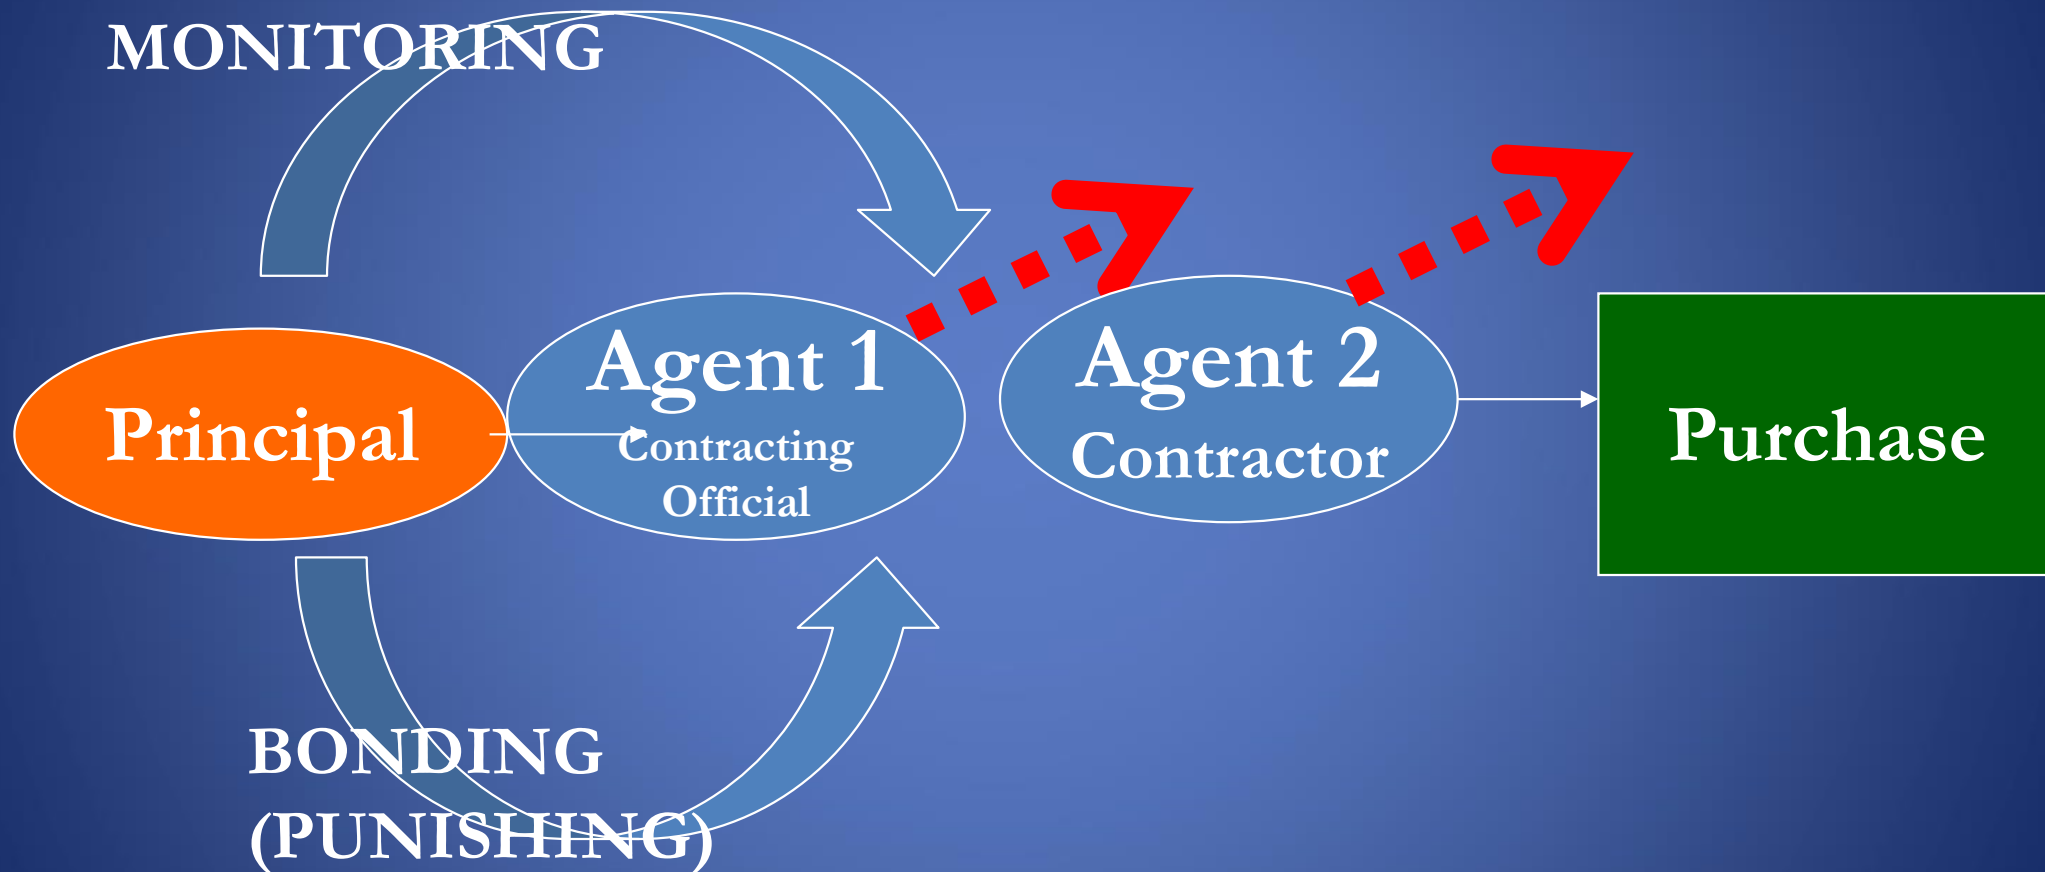 MONITORING
Principal
Agent 1
Contracting
Official
Agent 2
Contractor
Purchase
BONDING
(PUNISHING)